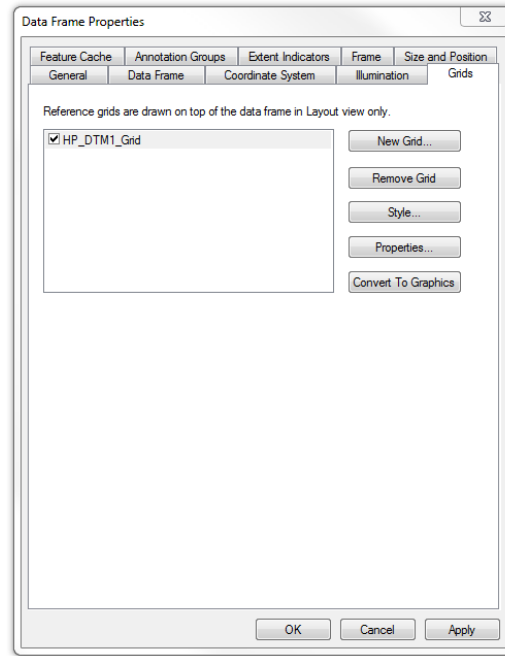 Data Frame Properties
Feature Cache Annotation Groups Extent Indicators Frame Size and Position
General Data Frame Coordinate System Illumination Grids
Reference grids are drawn on top of the data frame in Layout view only.
HP_DTM1_Grid
New Grid...
Remove Grid
Style...
Properties...
Convert To Graphics
OK Cancel Apply